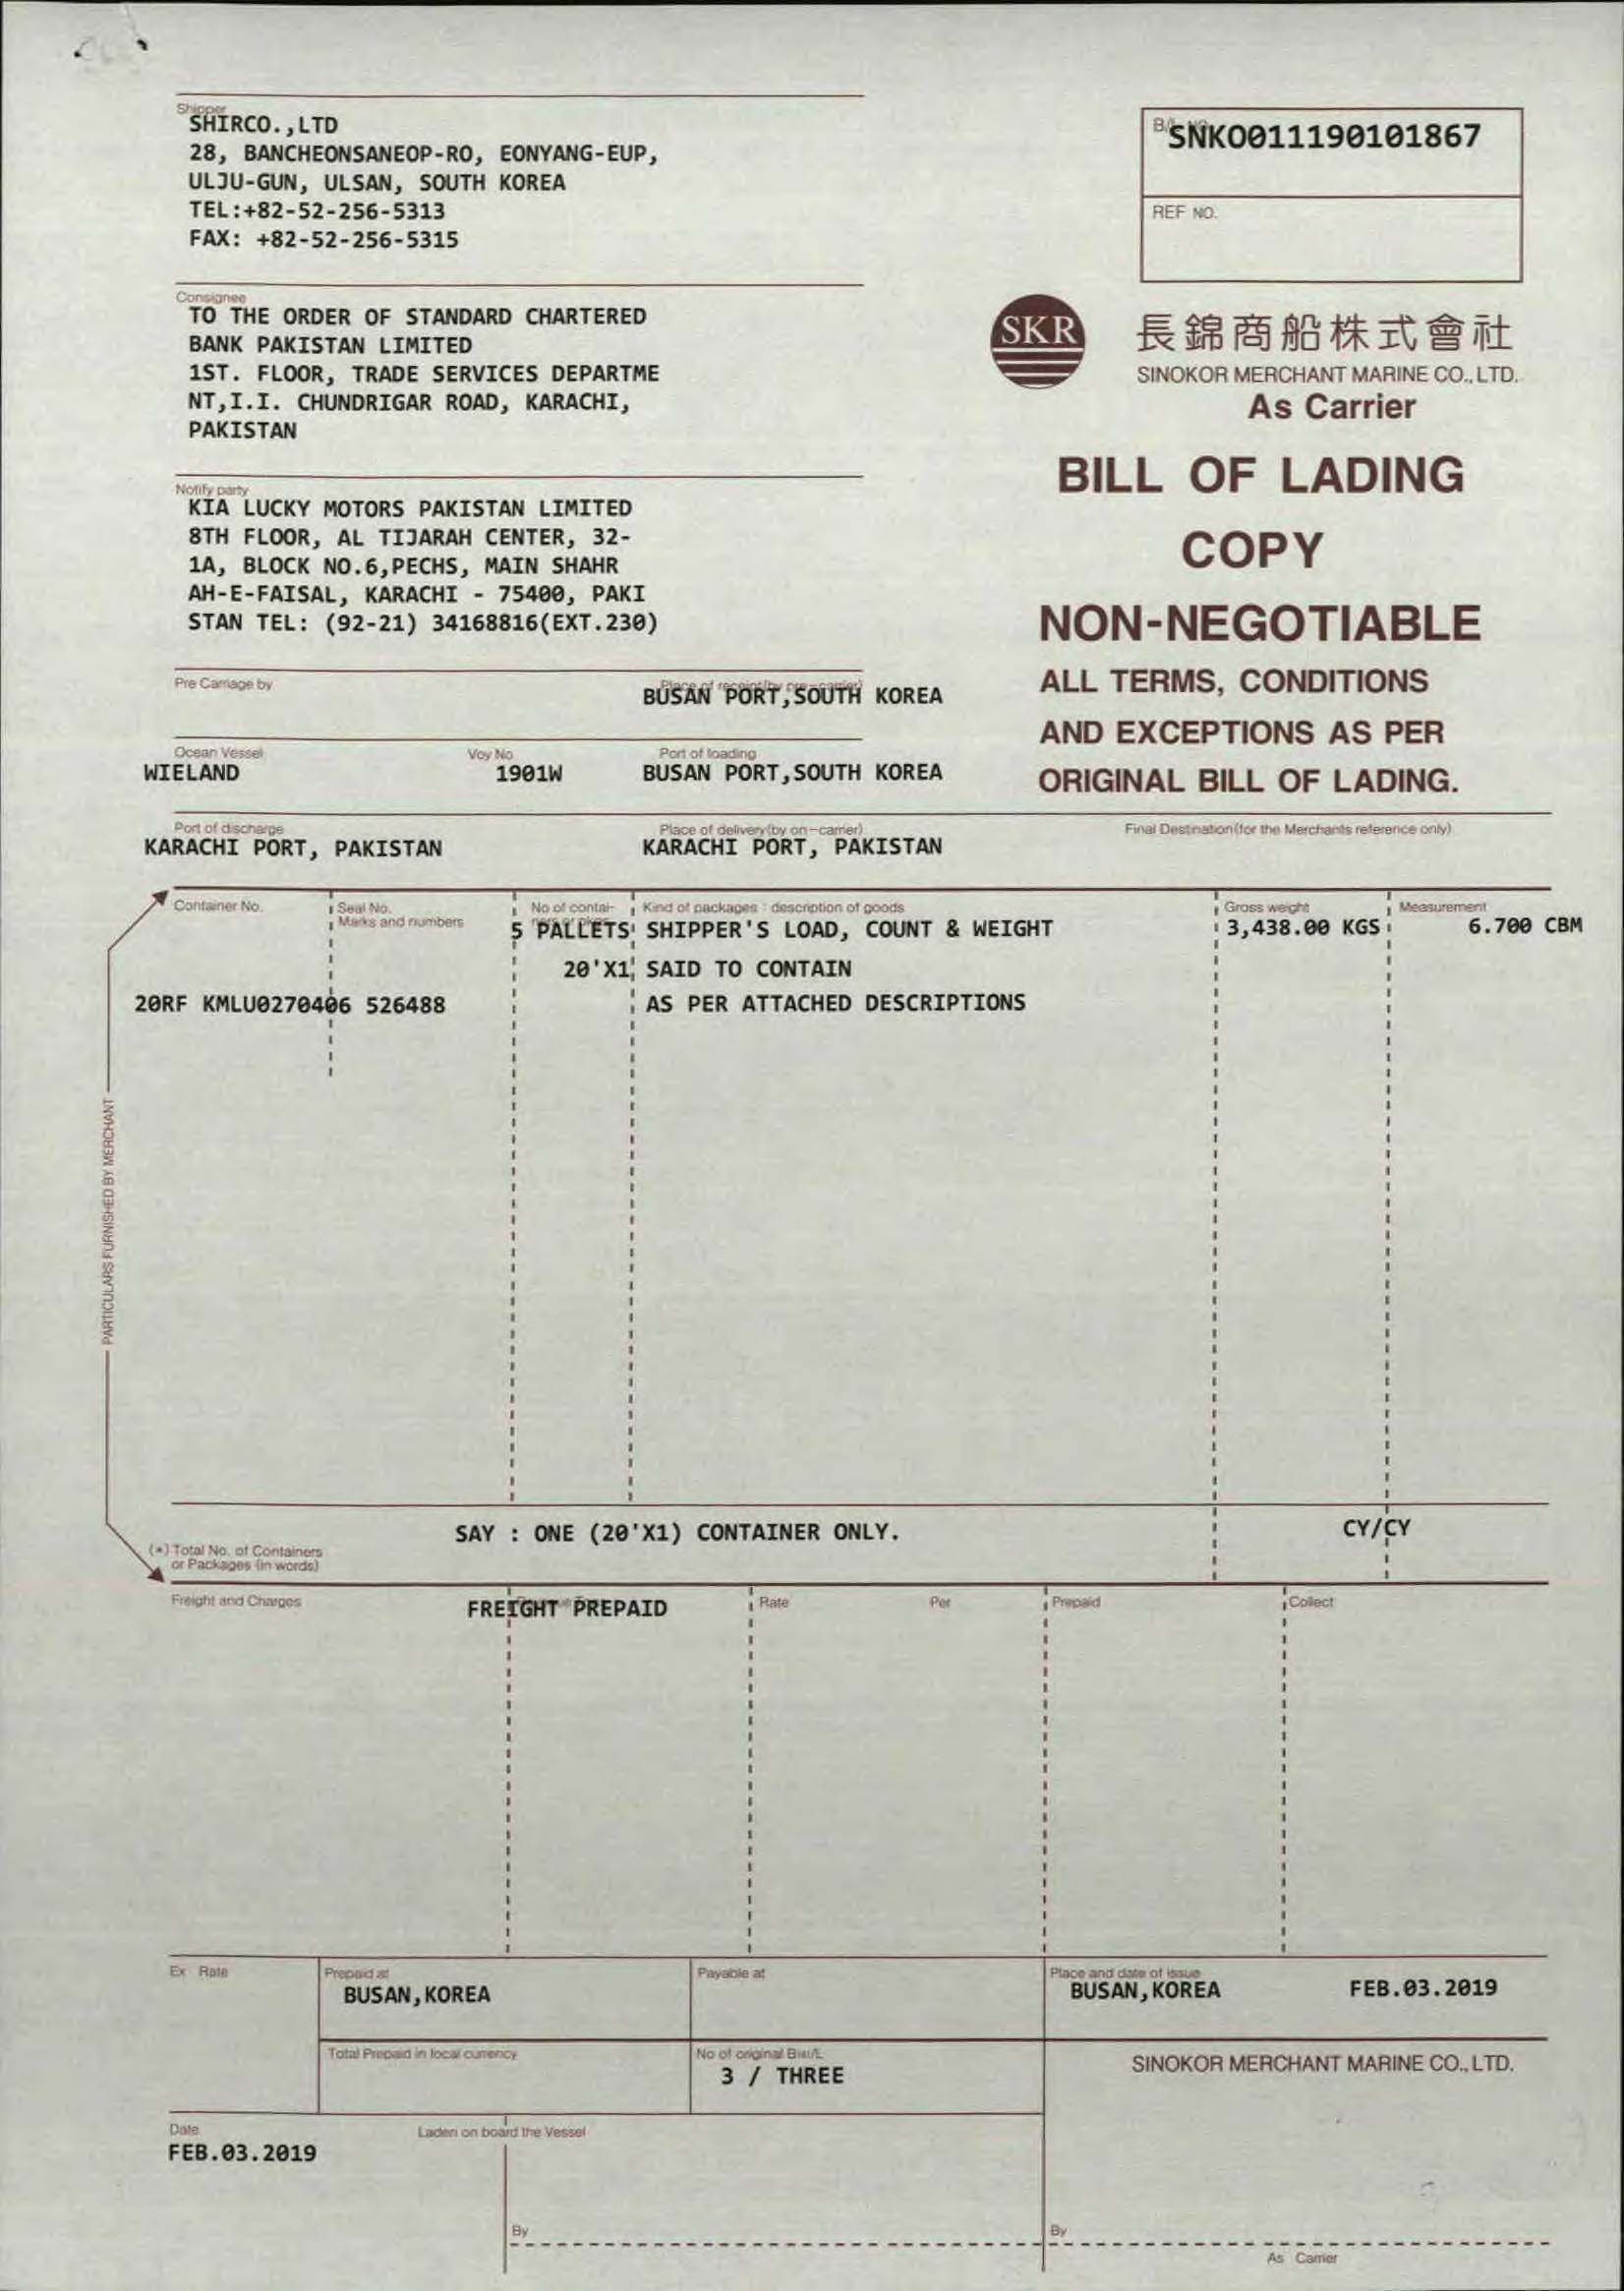 Shipper
SHIRCO.,LTD
28, BANCHEONSANEOP-RO, EONYANG-EUP,
ULJU-GUN, ULSAN, SOUTH KOREA
TEL:+82-52-256-5313
FAX: +82-52-256-5315
SNKO011190101867
REF NO.
Consignee
TO THE ORDER OF STANDARD CHARTERED
BANK PAKISTAN LIMITED
1ST. FLOOR, TRADE SERVICES DEPARTME
NT,I.I. CHUNDRIGAR ROAD, KARACHI,
PAKISTAN
SKR
長錦商船株式會社
SINOKOR MERCHANT MARINE CO., LTD.
As Carrier
BILL OF LADING
COPY
NON-NEGOTIABLE
ALL TERMS, CONDITIONS
AND EXCEPTIONS AS PER
ORIGINAL BILL OF LADING.
Notify party
KIA LUCKY MOTORS PAKISTAN LIMITED
8TH FLOOR, AL TIJARAH CENTER, 32-
1A, BLOCK NO.6,PECHS, MAIN SHAHR
AH-E-FAISAL, KARACHI - 75400, PAKI
STAN TEL: (92-21) 34168816(EXT.230)
Pre Carriage by
Place of receipt(by pre-carrier)
BUSAN PORT,SOUTH KOREA
Ocean Vessel Voy No Port of loading
WIELAND 1901W BUSAN PORT,SOUTH KOREA
Port of discharge Place of delivery(by on-carrier) Final Destination(for the Merchants reference only)
KARACHI PORT, PAKISTAN KARACHI PORT, PAKISTAN
Container No. Seal No. No of contai- Kind of packages : description of goods Gross weight Measurement
Marks and numbers
5 PALLETS SHIPPER'S LOAD, COUNT & WEIGHT 3,438.00 KGS 6.700 CBM
20'X1 SAID TO CONTAIN
20RF KMLU0270406 526488 AS PER ATTACHED DESCRIPTIONS
PARTICULARS FURNISHED BY MERCHANT
SAY : ONE (20'X1) CONTAINER ONLY. CY/CY
(*) Total No. of Containers
or Packages (in words)
Freight and Charges FREIGHT PREPAID Rate Per Prepaid Collect
Ex Rate Prepaid at Payable at Place and date of issue
BUSAN,KOREA BUSAN,KOREA FEB.03.2019
Total Prepaid in local currency No of original B(s)/L
3 / THREE
SINOKOR MERCHANT MARINE CO., LTD.
Date Laden on board the Vessel
FEB.03.2019
By By
As Carrier